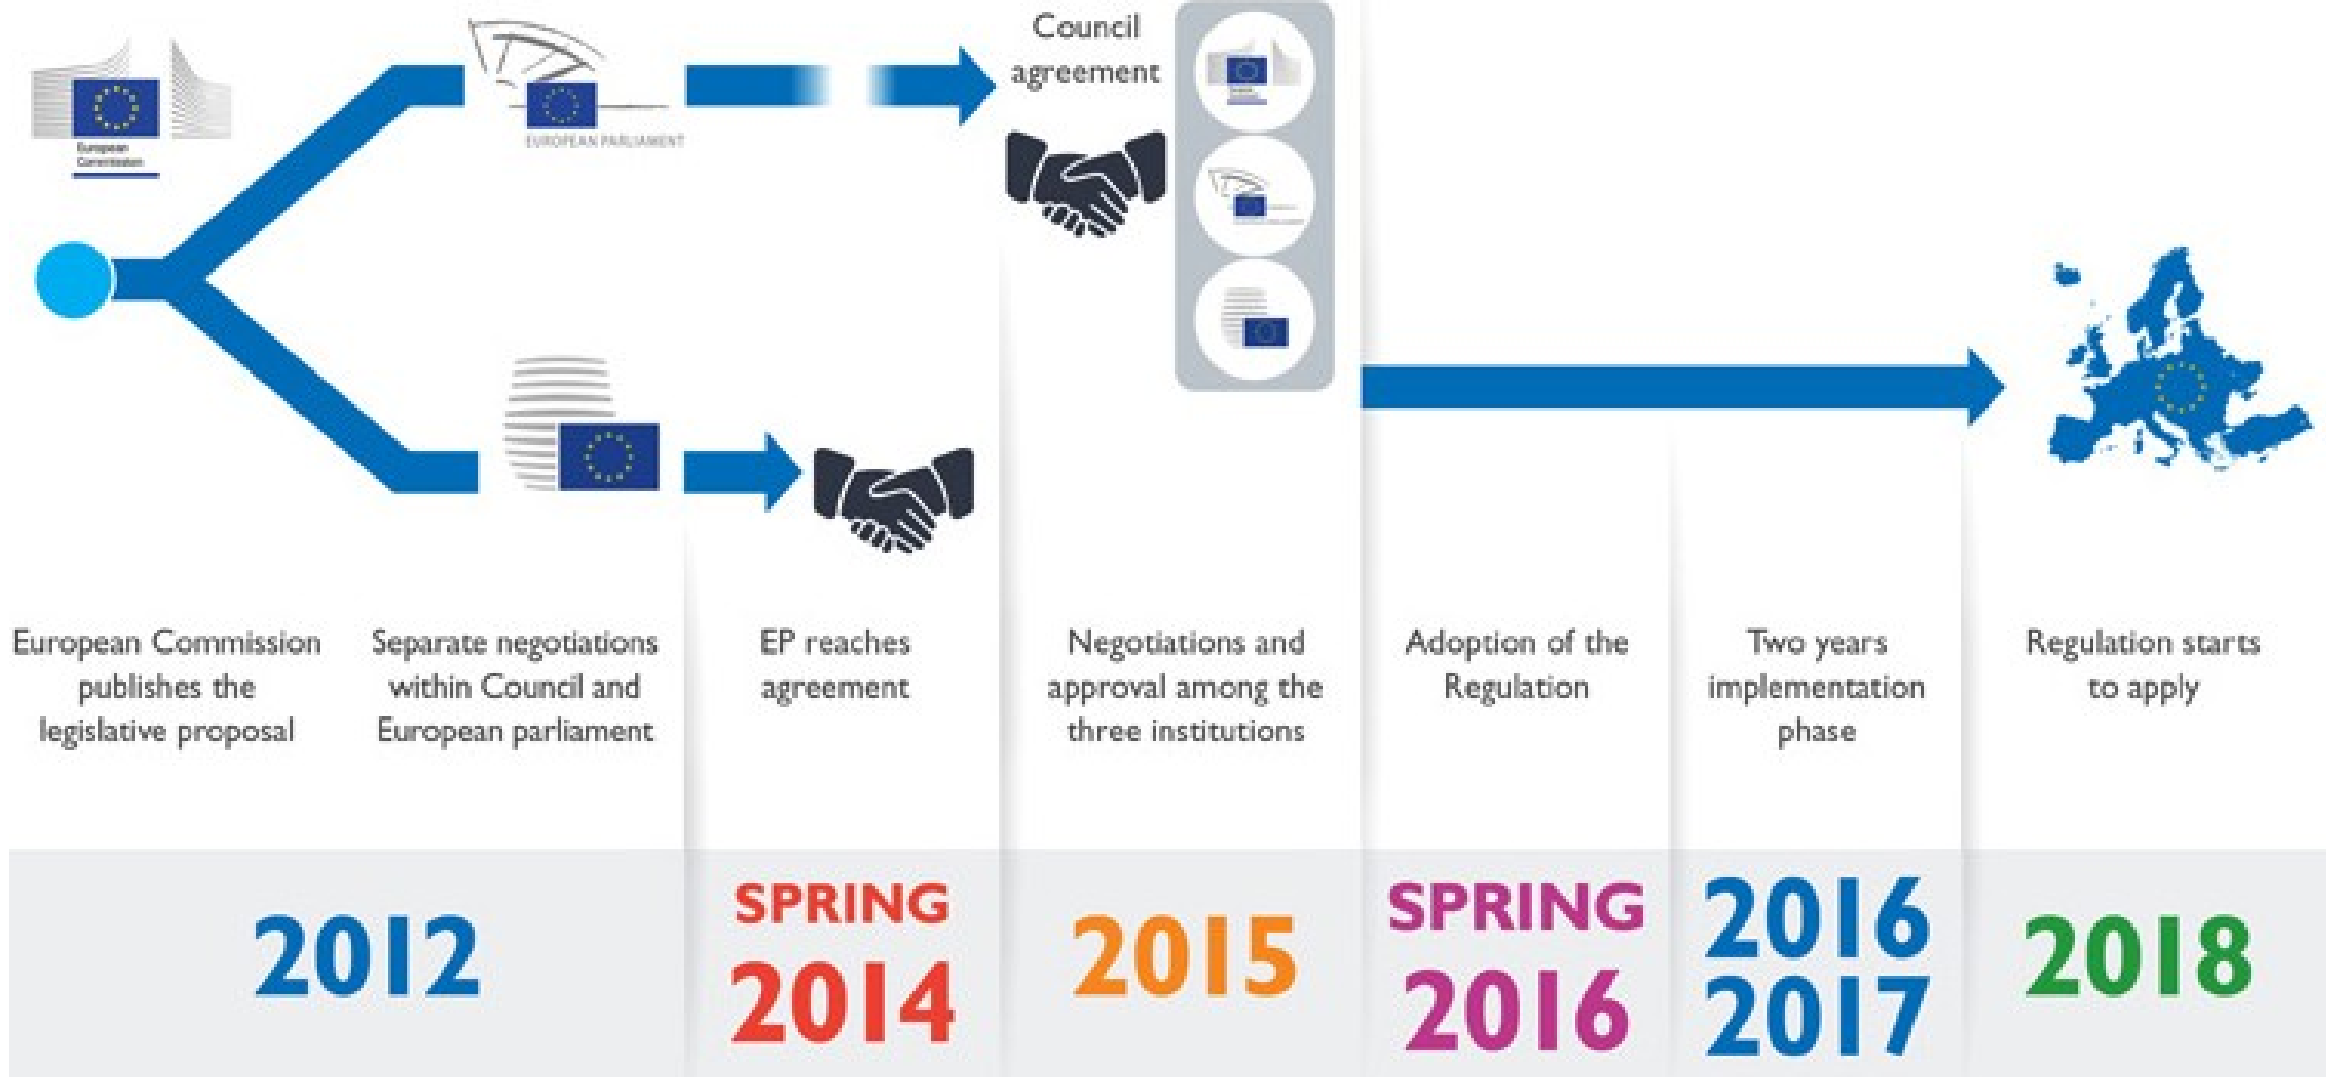 Council
agreement
European
Commission
EUROPEAN PARLIAMENT
European Commission
publishes the
legislative proposal
Separate negotiations
within Council and
European parliament
EP reaches
agreement
Negotiations and
approval among the
three institutions
Adoption of the
Regulation
Two years
implementation
phase
Regulation starts
to apply
2012
SPRING
2014
2015
SPRING
2016
2016
2017
2018